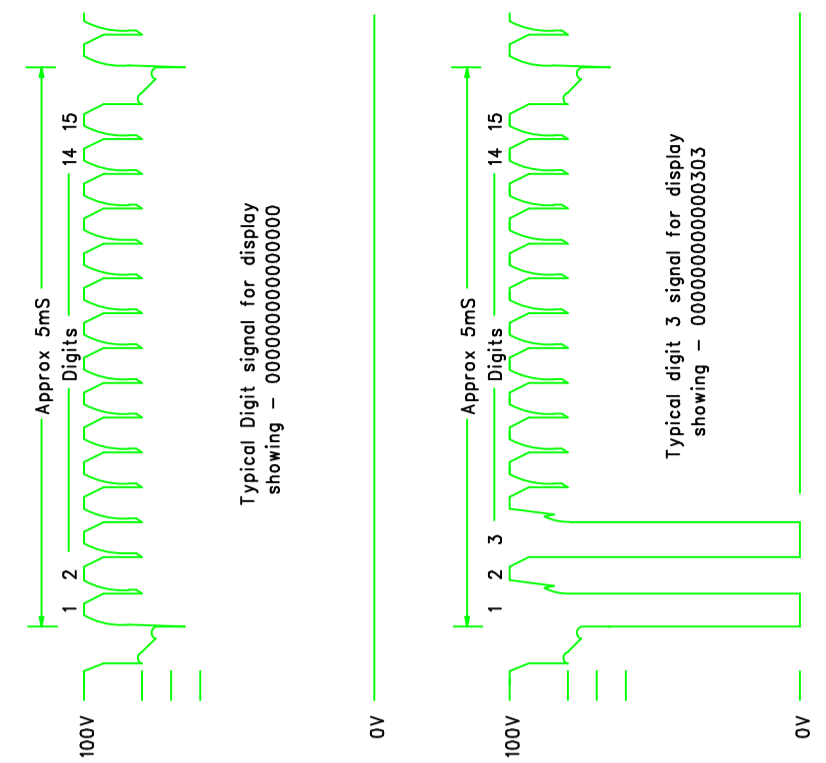 Approx 5mS
1 2 Digits 14 15
100V
Typical Digit signal for display
showing – 000000000000000
0V
Approx 5mS
1 2 3 Digits 14 15
100V
Typical digit 3 signal for display
showing – 000000000000303
0V